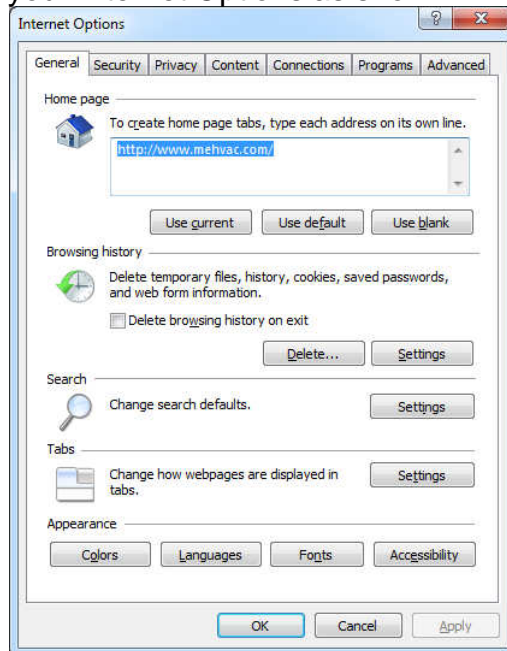 Internet Options
General Security Privacy Content Connections Programs Advanced
Home page
To create home page tabs, type each address on its own line.
http://www.mehvac.com/
Use current Use default Use blank
Browsing history
Delete temporary files, history, cookies, saved passwords,
and web form information.
Delete browsing history on exit
Delete... Settings
Search
Change search defaults. Settings
Tabs
Change how webpages are displayed in Settings
tabs.
Appearance
Colors Languages Fonts Accessibility
OK Cancel Apply